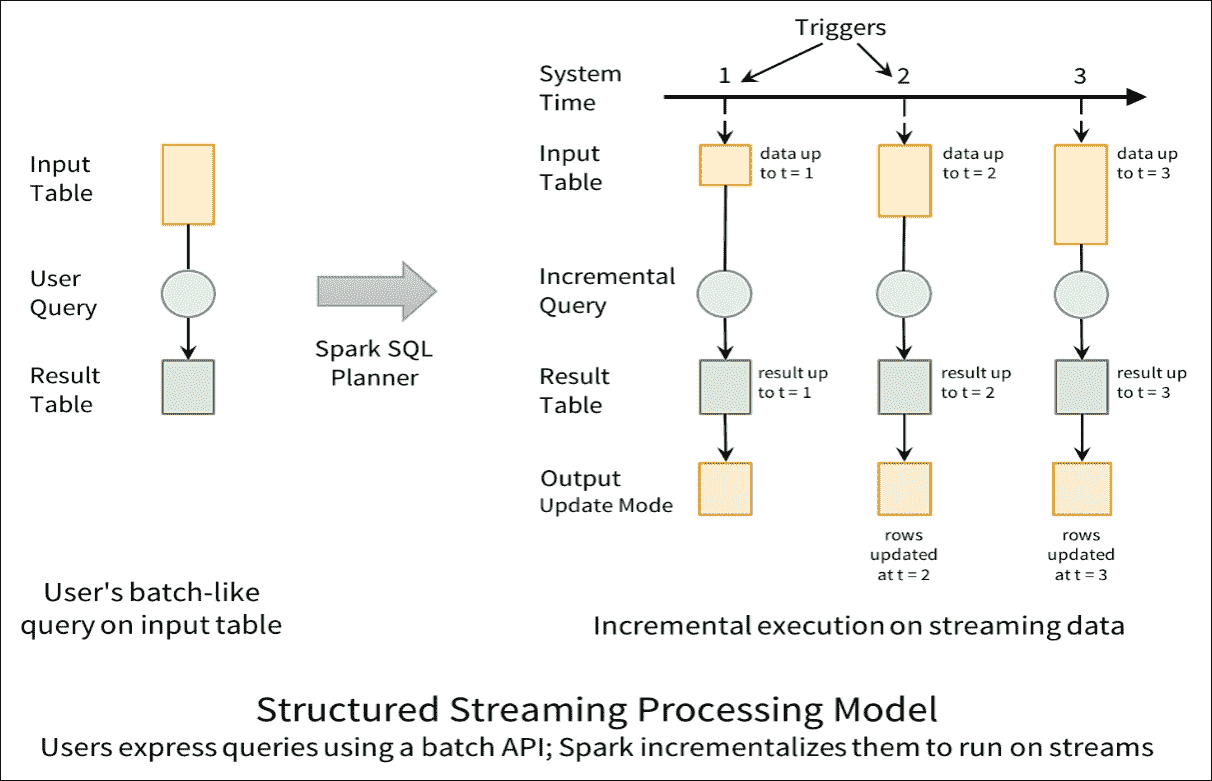 Triggers
System
Time
1
2
3
Input
Table
Input
Table
data up
to t = 1
data up
to t = 2
data up
to t = 3
User
Query
Spark SQL
Planner
Incremental
Query
Result
Table
Result
Table
result up
to t = 1
result up
to t = 2
result up
to t = 3
Output
Update Mode
rows
updated
at t = 2
rows
updated
at t = 3
User's batch-like
query on input table
Incremental execution on streaming data
Structured Streaming Processing Model
Users express queries using a batch API; Spark incrementalizes them to run on streams